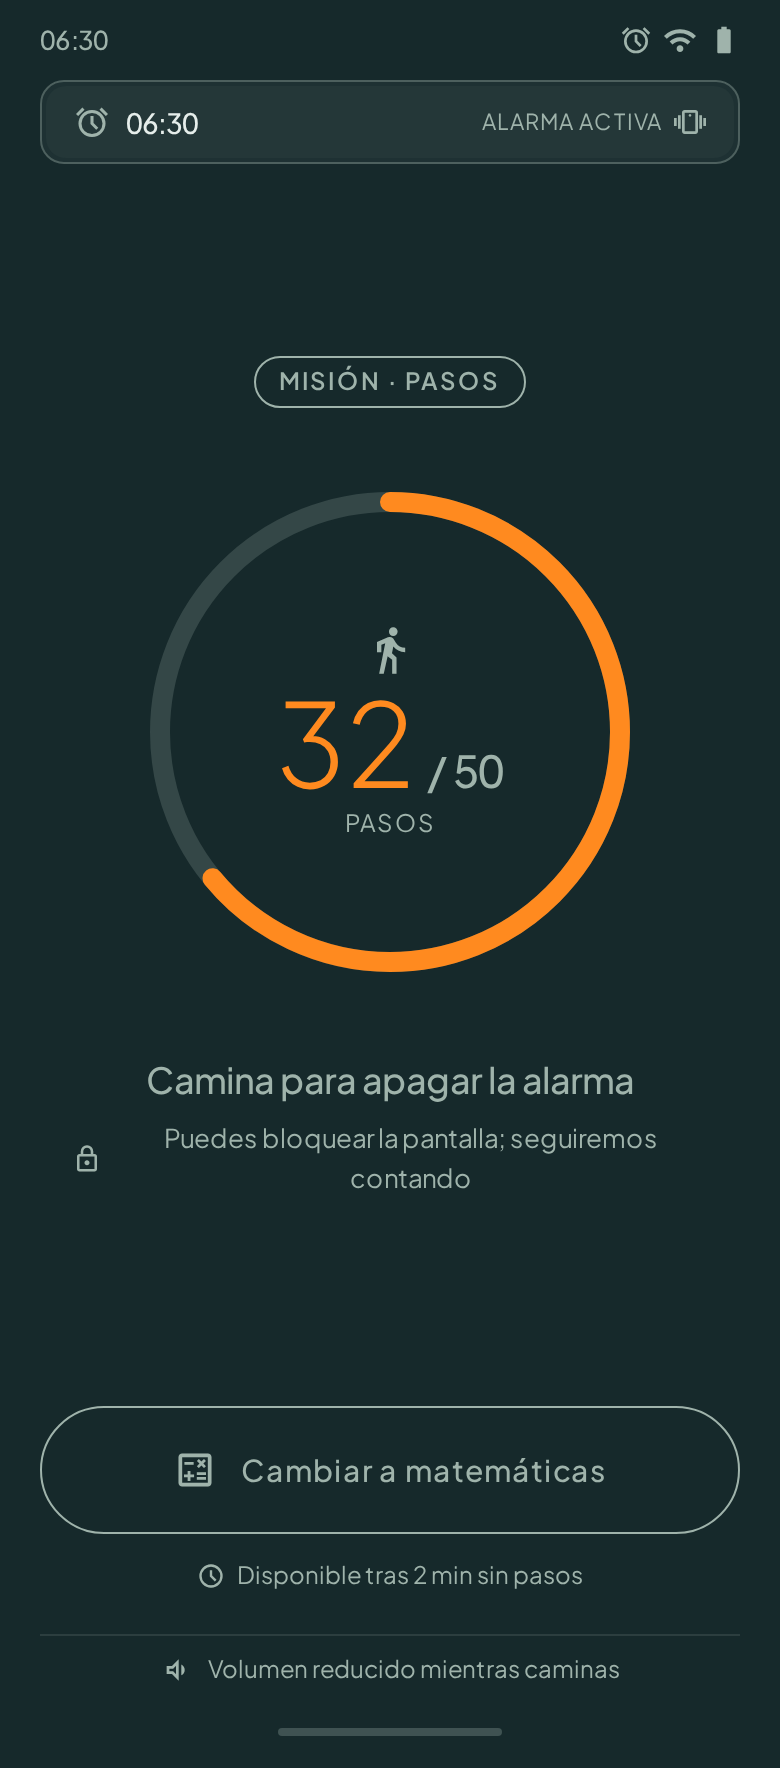 06:30
06:30 ALARMA ACTIVA
MISIÓN · PASOS
32 / 50
PASOS
Camina para apagar la alarma
Puedes bloquear la pantalla; seguiremos
contando
Cambiar a matemáticas
Disponible tras 2 min sin pasos
Volumen reducido mientras caminas